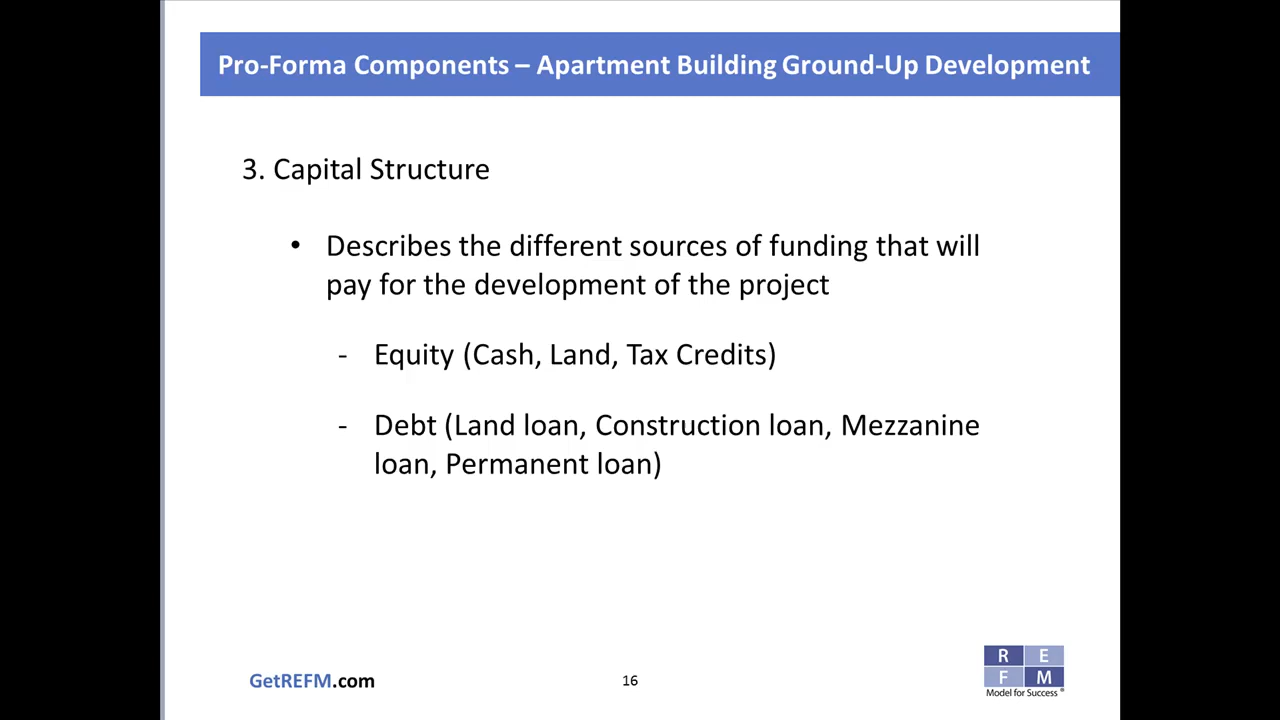 Pro-Forma Components – Apartment Building Ground-Up Development
3. Capital Structure
• Describes the different sources of funding that will
pay for the development of the project
- Equity (Cash, Land, Tax Credits)
- Debt (Land loan, Construction loan, Mezzanine
loan, Permanent loan)
GetREFM.com
16
R E
F M
Model for Success ®